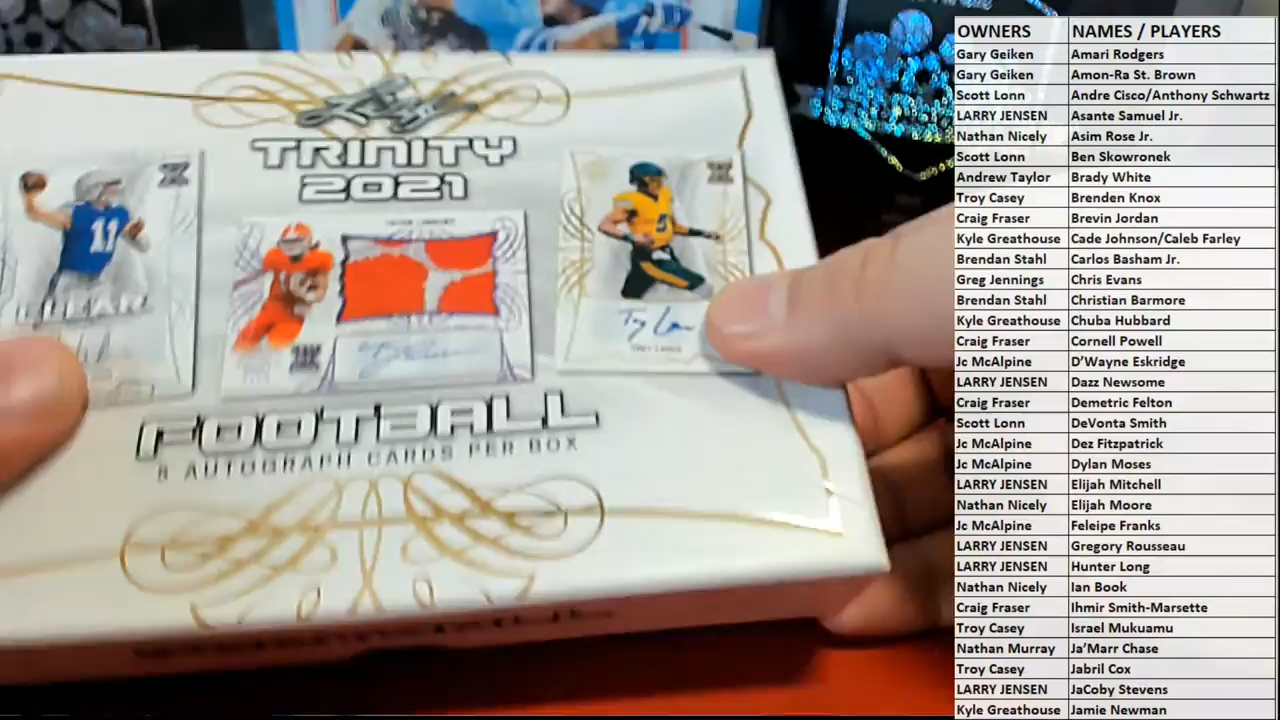 Leaf
TRINITY
2021
11
CLEAR
5
Trey Lance
FOOTBALL
8 AUTOGRAPH CARDS PER BOX
OWNERS NAMES / PLAYERS
Gary Geiken Amari Rodgers
Gary Geiken Amon-Ra St. Brown
Scott Lonn Andre Cisco/Anthony Schwartz
LARRY JENSEN Asante Samuel Jr.
Nathan Nicely Asim Rose Jr.
Scott Lonn Ben Skowronek
Andrew Taylor Brady White
Troy Casey Brenden Knox
Craig Fraser Brevin Jordan
Kyle Greathouse Cade Johnson/Caleb Farley
Brendan Stahl Carlos Basham Jr.
Greg Jennings Chris Evans
Brendan Stahl Christian Barmore
Kyle Greathouse Chuba Hubbard
Craig Fraser Cornell Powell
Jc McAlpine D’Wayne Eskridge
LARRY JENSEN Dazz Newsome
Craig Fraser Demetric Felton
Scott Lonn DeVonta Smith
Jc McAlpine Dez Fitzpatrick
Jc McAlpine Dylan Moses
LARRY JENSEN Elijah Mitchell
Nathan Nicely Elijah Moore
Jc McAlpine Feleipe Franks
LARRY JENSEN Gregory Rousseau
LARRY JENSEN Hunter Long
Nathan Nicely Ian Book
Craig Fraser Ihmir Smith-Marsette
Troy Casey Israel Mukuamu
Nathan Murray Ja’Marr Chase
Troy Casey Jabril Cox
LARRY JENSEN JaCoby Stevens
Kyle Greathouse Jamie Newman